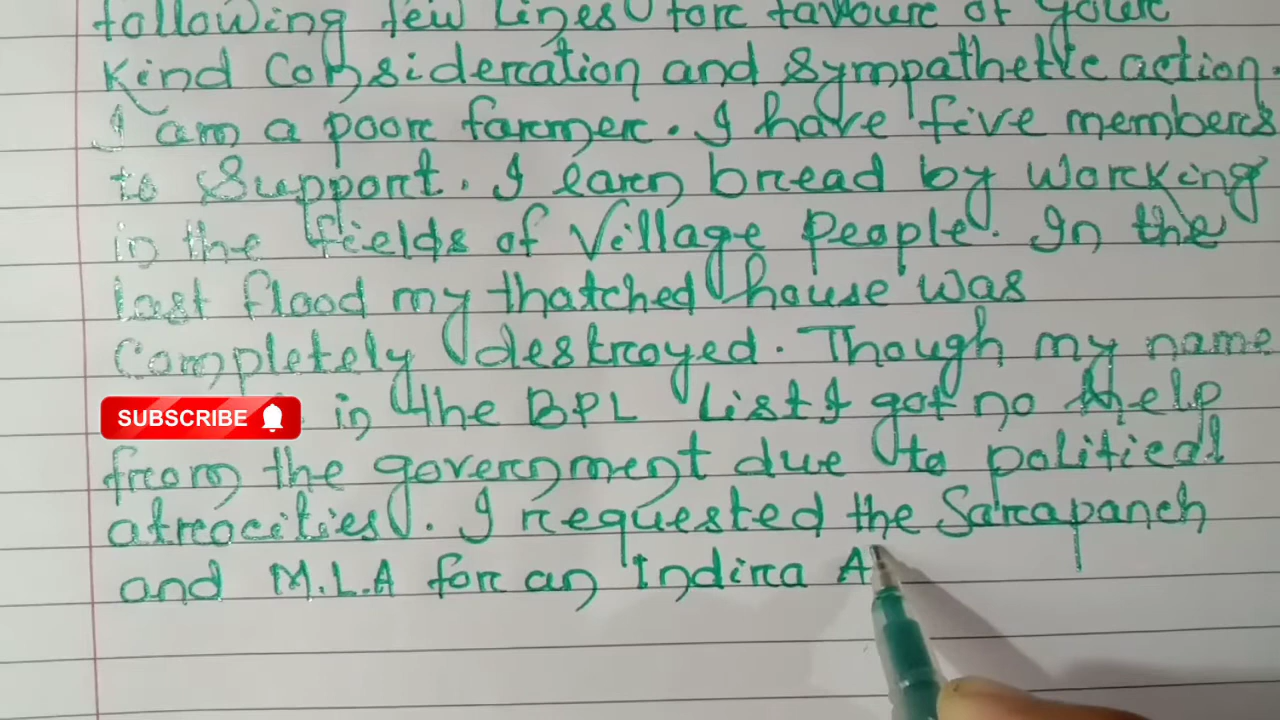 following few lines for favour of your
Kind Consideration and sympathetic action.
I am a poor farmer. I have five members
to Support. I earn bread by working
in the fields of village people. In the
last flood my thatched house was
Completely destroyed. Though my name
SUBSCRIBE in the BPL List I got no help
from the government due to political
atrocities. I requested the Sarapanch
and M.L.A for an Indira A